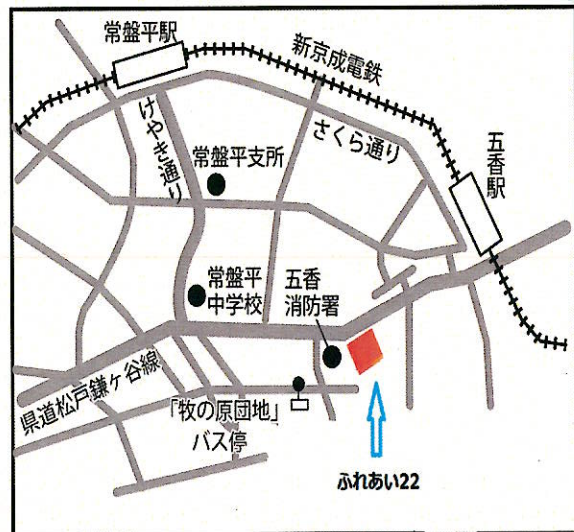 常盤平駅
新京成電鉄
けやき通り
常盤平支所
さくら通り
五香駅
常盤平
中学校
五香
消防署
県道松戸鎌ヶ谷線
「牧の原団地」
バス停
ふれあい22